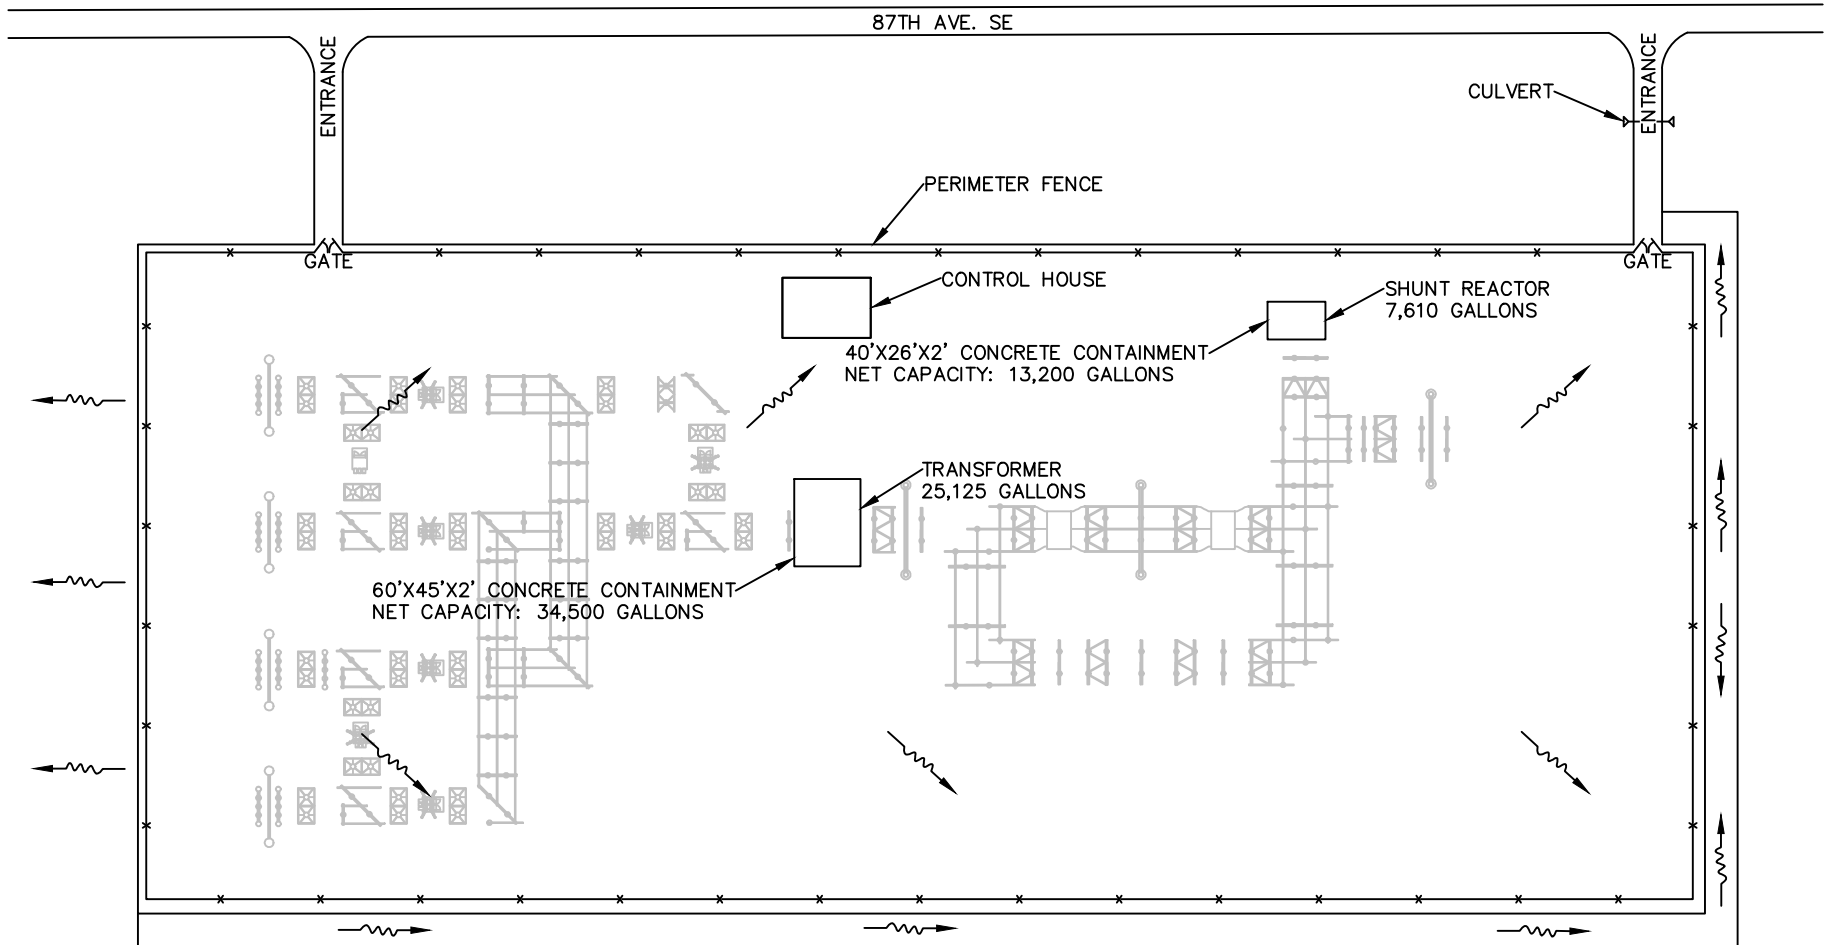 87TH AVE. SE
ENTRANCE
ENTRANCE
CULVERT
PERIMETER FENCE
GATE
GATE
CONTROL HOUSE
SHUNT REACTOR
7,610 GALLONS
40'X26'X2' CONCRETE CONTAINMENT
NET CAPACITY: 13,200 GALLONS
TRANSFORMER
25,125 GALLONS
60'X45'X2' CONCRETE CONTAINMENT
NET CAPACITY: 34,500 GALLONS